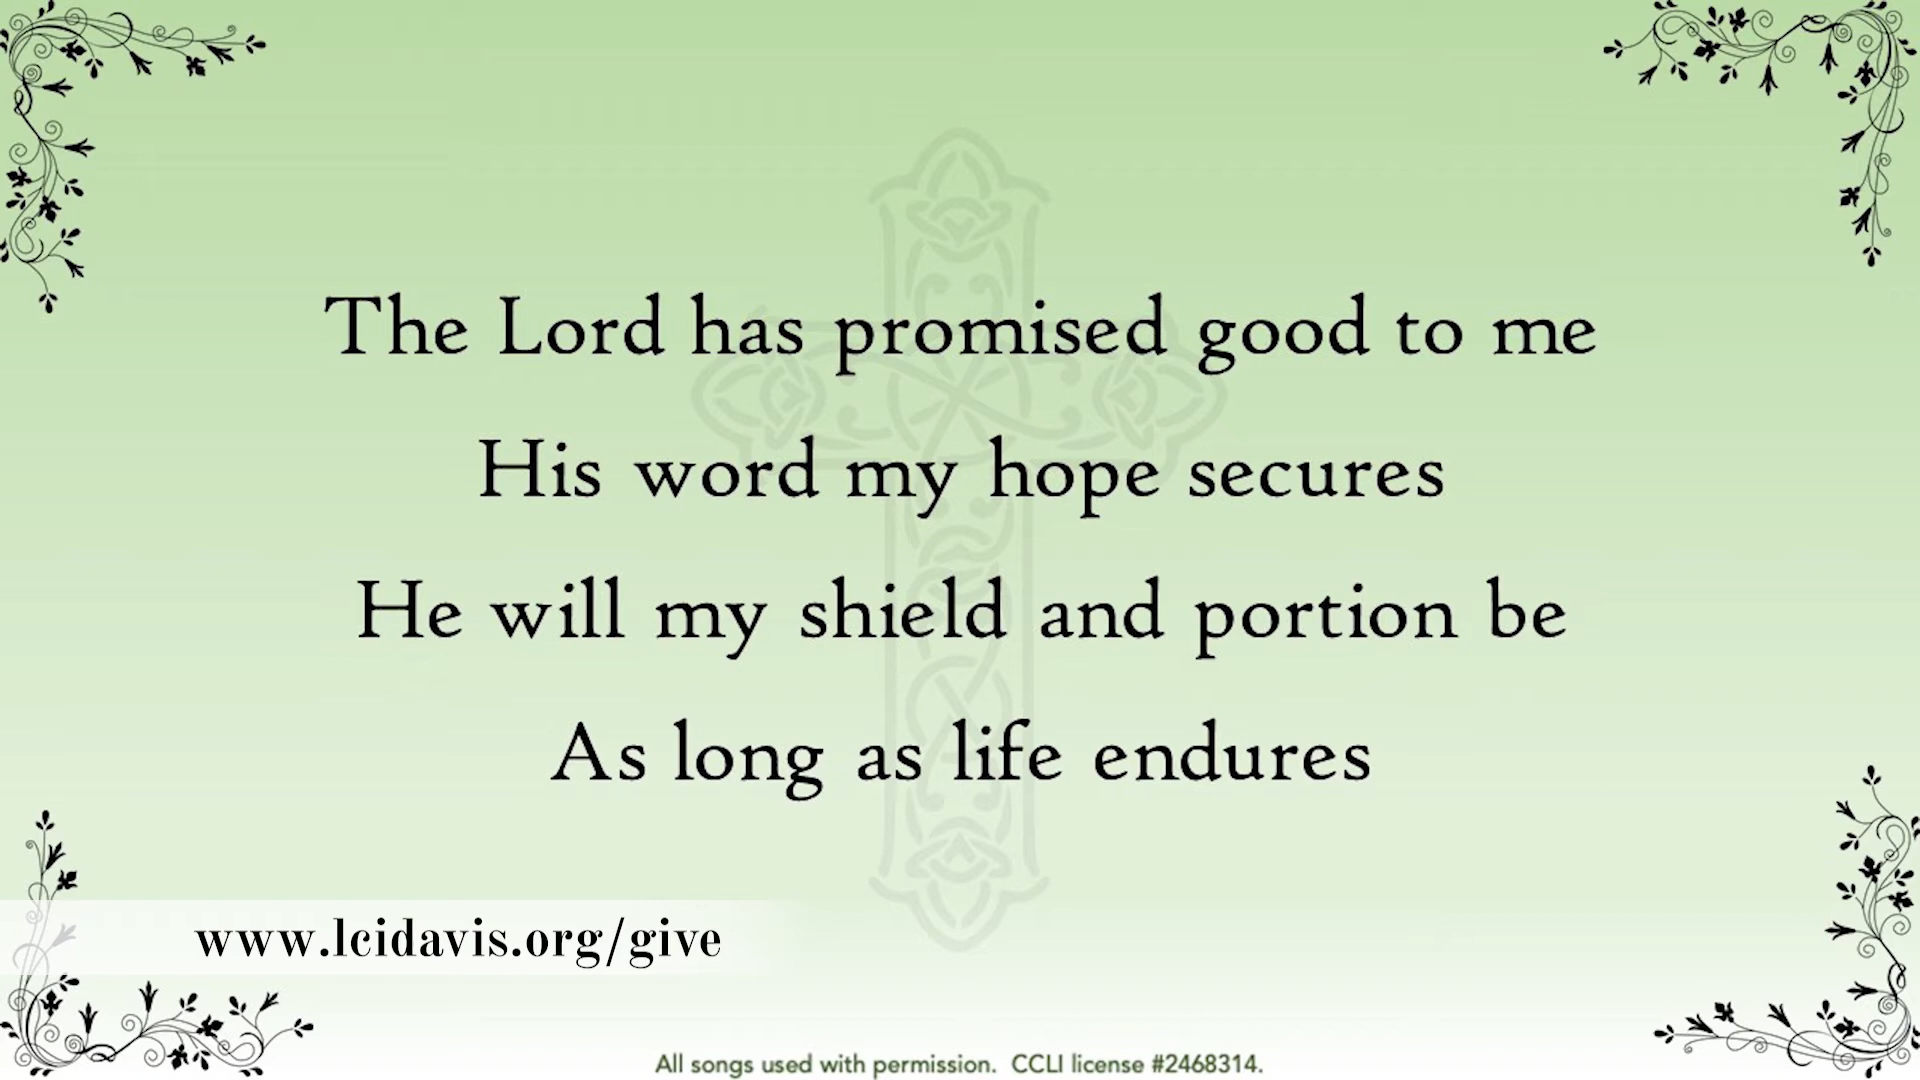 The Lord has promised good to me
His word my hope secures
He will my shield and portion be
As long as life endures
www.lcidavis.org/give
All songs used with permission. CCLI license #2468314.